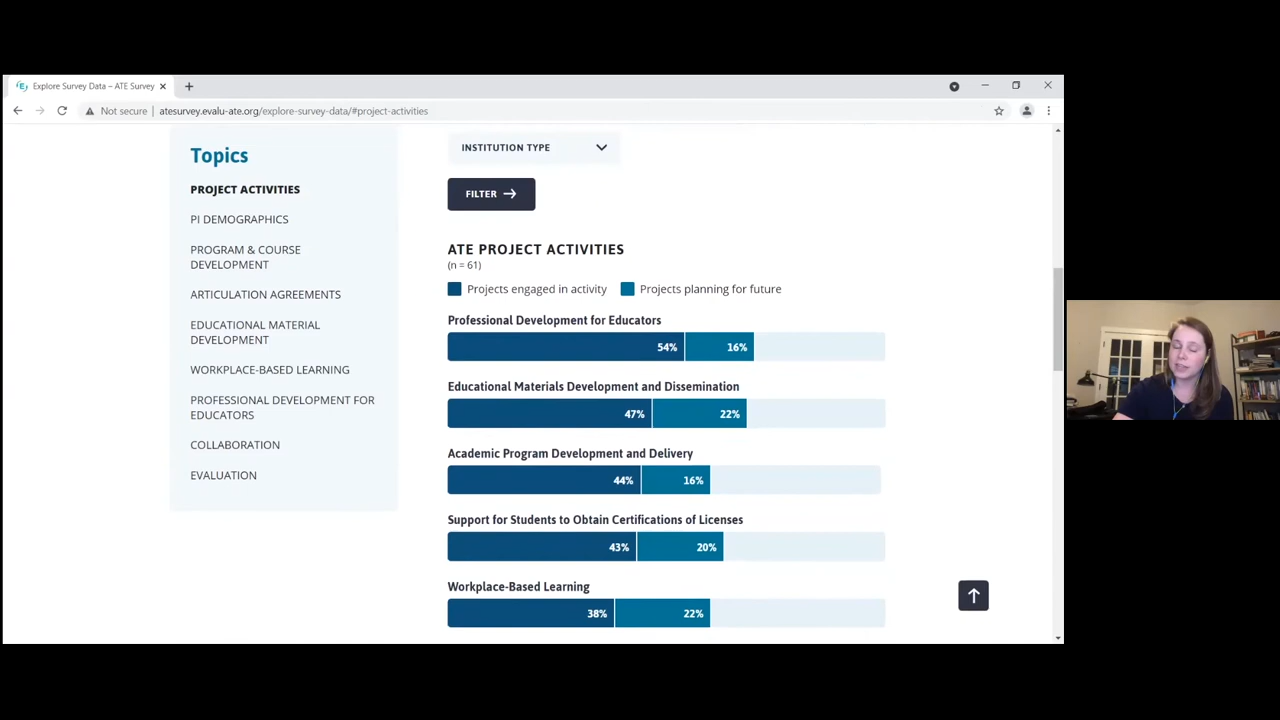 Explore Survey Data – ATE Survey
Not secure
atesurvey.evalu-ate.org/explore-survey-data/#project-activities
Topics
PROJECT ACTIVITIES
PI DEMOGRAPHICS
PROGRAM & COURSE
DEVELOPMENT
ARTICULATION AGREEMENTS
EDUCATIONAL MATERIAL
DEVELOPMENT
WORKPLACE-BASED LEARNING
PROFESSIONAL DEVELOPMENT FOR
EDUCATORS
COLLABORATION
EVALUATION
INSTITUTION TYPE
FILTER
ATE PROJECT ACTIVITIES
(n = 61)
Projects engaged in activity
Projects planning for future
Professional Development for Educators
54% 16%
Educational Materials Development and Dissemination
47% 22%
Academic Program Development and Delivery
44% 16%
Support for Students to Obtain Certifications of Licenses
43% 20%
Workplace-Based Learning
38% 22%